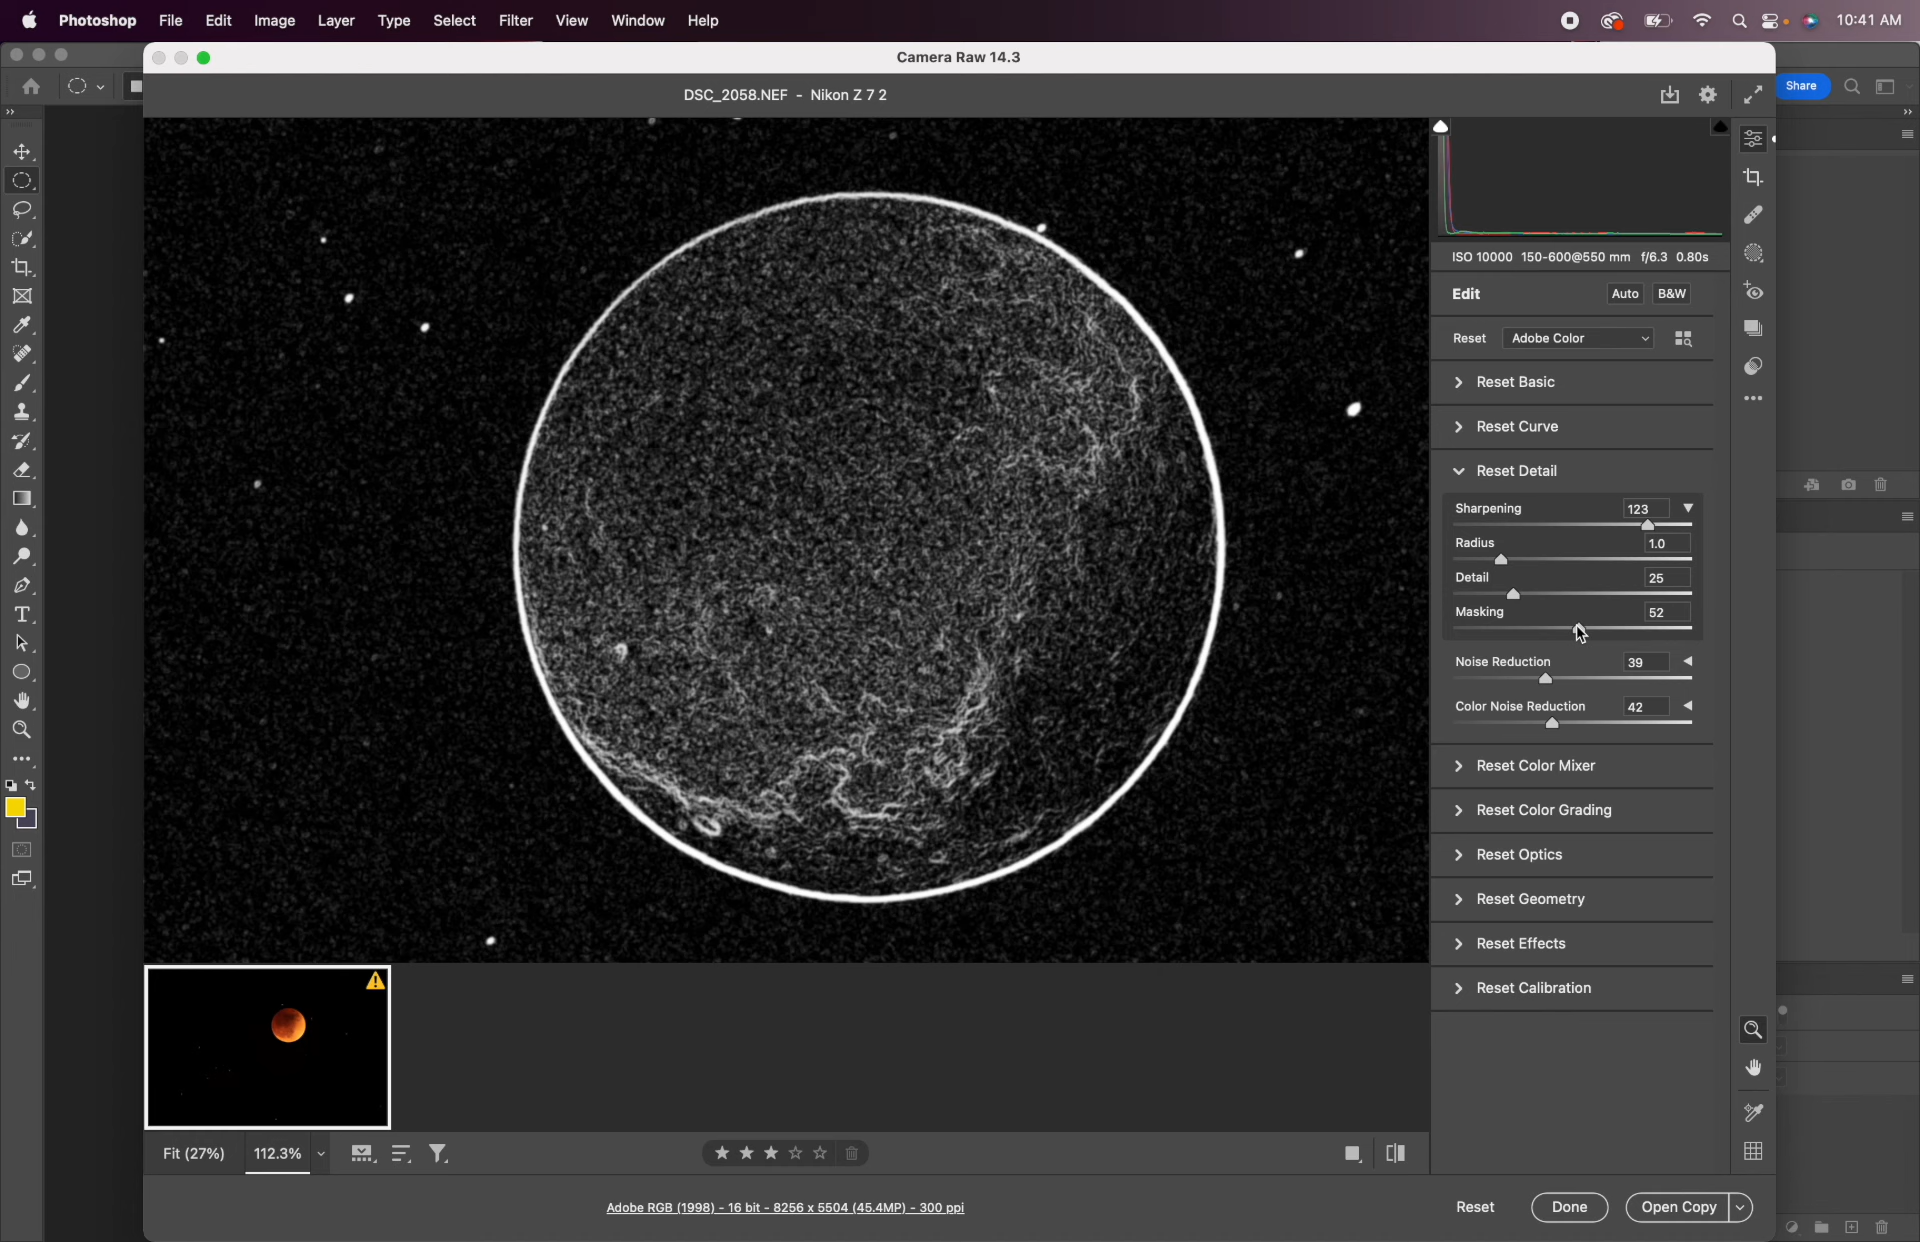 Photoshop File Edit Image Layer Type Select Filter View Window Help 10:41 AM
Camera Raw 14.3
DSC_2058.NEF - Nikon Z 7 2
Share
ISO 10000 150-600@550 mm f/6.3 0.80s
Edit Auto B&W
Reset Adobe Color
Reset Basic
Reset Curve
Reset Detail
Sharpening 123
Radius 1.0
Detail 25
Masking 52
Noise Reduction 39
Color Noise Reduction 42
Reset Color Mixer
Reset Color Grading
Reset Optics
Reset Geometry
Reset Effects
Reset Calibration
Fit (27%) 112.3%
Adobe RGB (1998) - 16 bit - 8256 x 5504 (45.4MP) - 300 ppi
Reset Done Open Copy